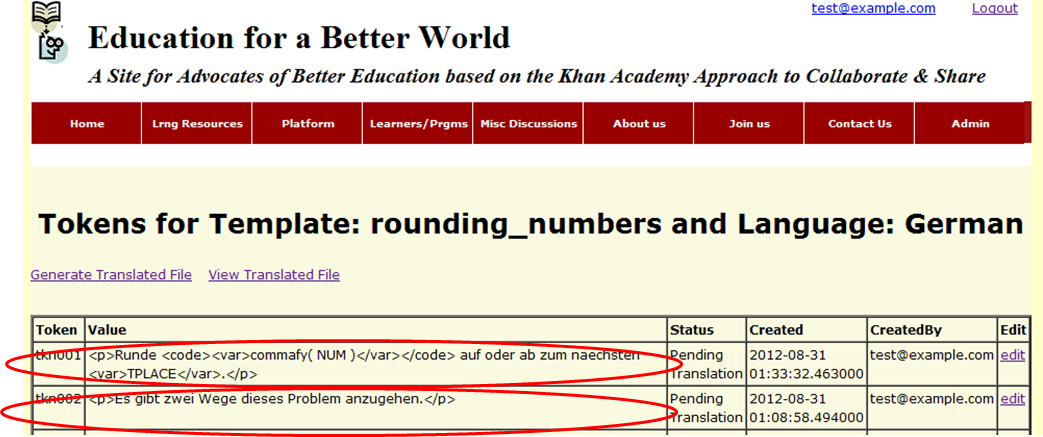 test@example.com Logout
Education for a Better World
A Site for Advocates of Better Education based on the Khan Academy Approach to Collaborate & Share
Home Lrng Resources Platform Learners/Prgms Misc Discussions About us Join us Contact Us Admin
Tokens for Template: rounding_numbers and Language: German
Generate Translated File View Translated File
Token Value Status Created CreatedBy Edit
tkn001 <p>Runde <code><var>commafy( NUM )</var></code> auf oder ab zum naechsten Pending 2012-08-31 test@example.com edit
<var>TPLACE</var>.</p> Translation 01:33:32.463000
tkn002 <p>Es gibt zwei Wege dieses Problem anzugehen.</p> Pending 2012-08-31 test@example.com edit
Translation 01:08:58.494000